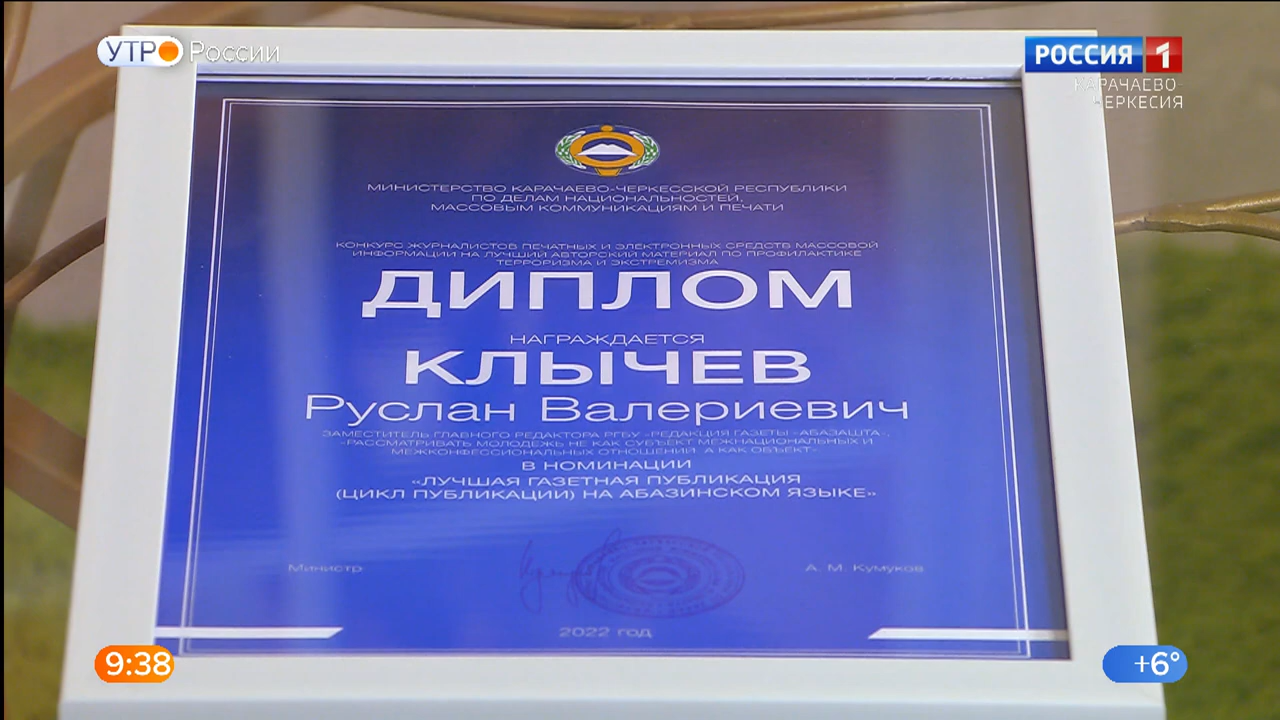 УТРО России
РОССИЯ 1
КАРАЧАЕВО-
ЧЕРКЕСИЯ
МИНИСТЕРСТВО КАРАЧАЕВО-ЧЕРКЕССКОЙ РЕСПУБЛИКИ
ПО ДЕЛАМ НАЦИОНАЛЬНОСТЕЙ,
МАССОВЫМ КОММУНИКАЦИЯМ И ПЕЧАТИ
КОНКУРС ЖУРНАЛИСТОВ ПЕЧАТНЫХ И ЭЛЕКТРОННЫХ СРЕДСТВ МАССОВОЙ
ИНФОРМАЦИИ НА ЛУЧШИЙ АВТОРСКИЙ МАТЕРИАЛ ПО ПРОФИЛАКТИКЕ
ТЕРРОРИЗМА И ЭКСТРЕМИЗМА
ДИПЛОМ
НАГРАЖДАЕТСЯ
КЛЫЧЕВ
Руслан Валериевич
ЗАМЕСТИТЕЛЬ ГЛАВНОГО РЕДАКТОРА РГБУ «РЕДАКЦИЯ ГАЗЕТЫ «АБАЗАШТА»,
«РАССМАТРИВАТЬ МОЛОДЕЖЬ НЕ КАК СУБЪЕКТ МЕЖНАЦИОНАЛЬНЫХ И
МЕЖКОНФЕССИОНАЛЬНЫХ ОТНОШЕНИЙ, А КАК ОБЪЕКТ»
В НОМИНАЦИИ
«ЛУЧШАЯ ГАЗЕТНАЯ ПУБЛИКАЦИЯ
(ЦИКЛ ПУБЛИКАЦИИ) НА АБАЗИНСКОМ ЯЗЫКЕ»
Министр А. М. Кумуков
2022 год
9:38
+6°